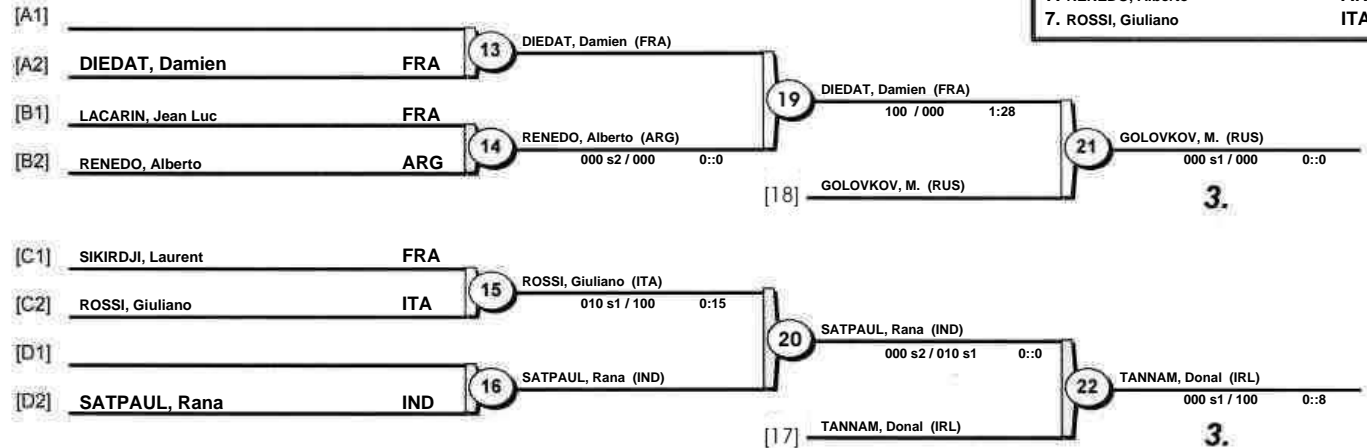 7. ROSSI, Giuliano ITA
[A1]
[A2] DIEDAT, Damien FRA
13
DIEDAT, Damien (FRA)
[B1] LACARIN, Jean Luc FRA
[B2] RENEDO, Alberto ARG
14
RENEDO, Alberto (ARG)
000 s2 / 000 0::0
19
DIEDAT, Damien (FRA)
100 / 000 1:28
[18] GOLOVKOV, M. (RUS)
21
GOLOVKOV, M. (RUS)
000 s1 / 000 0::0
3.
[C1] SIKIRDJI, Laurent FRA
[C2] ROSSI, Giuliano ITA
15
ROSSI, Giuliano (ITA)
010 s1 / 100 0:15
[D1]
[D2] SATPAUL, Rana IND
16
SATPAUL, Rana (IND)
20
SATPAUL, Rana (IND)
000 s2 / 010 s1 0::0
[17] TANNAM, Donal (IRL)
22
TANNAM, Donal (IRL)
000 s1 / 100 0::8
3.